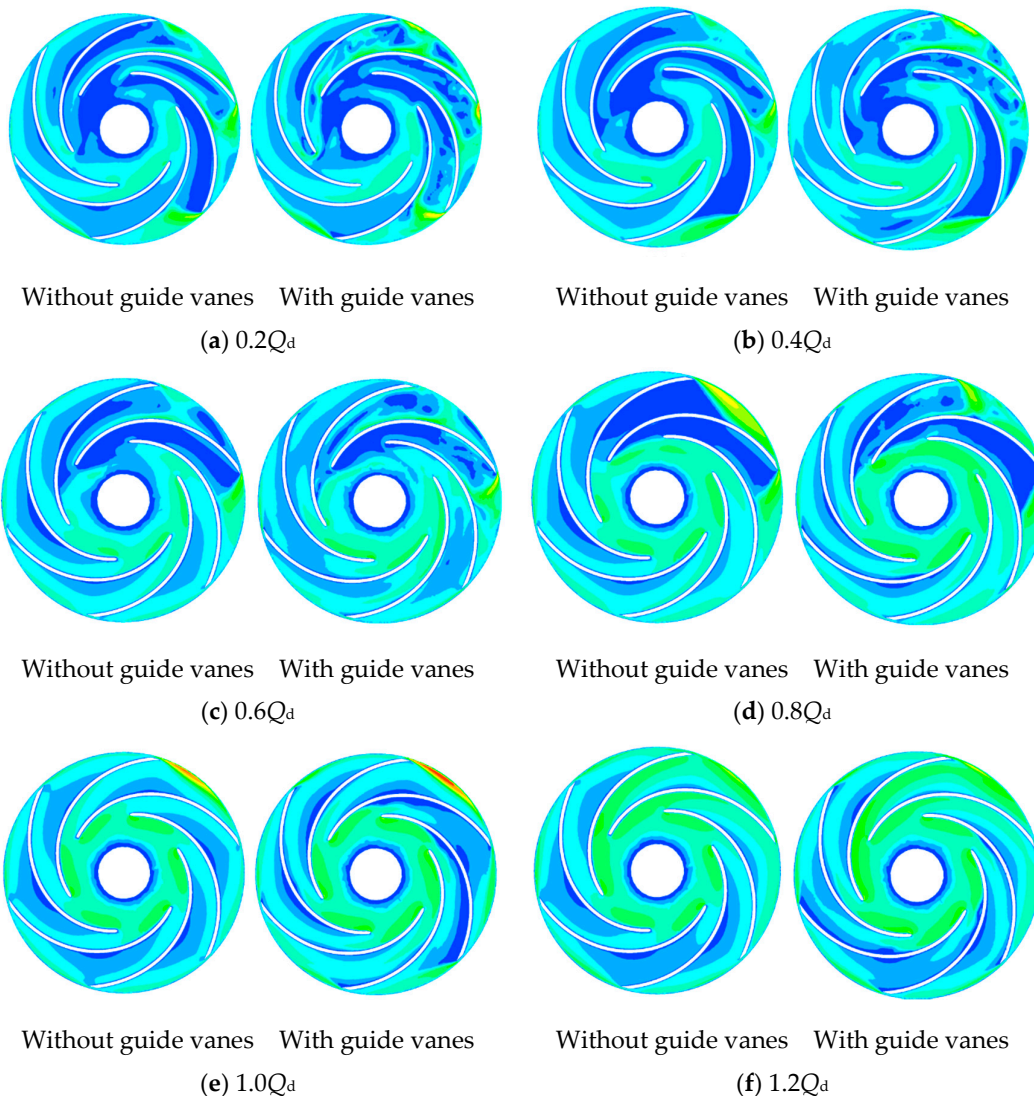 Without guide vanes With guide vanes Without guide vanes With guide vanes
(a) 0.2Qd (b) 0.4Qd
Without guide vanes With guide vanes Without guide vanes With guide vanes
(c) 0.6Qd (d) 0.8Qd
Without guide vanes With guide vanes Without guide vanes With guide vanes
(e) 1.0Qd (f) 1.2Qd